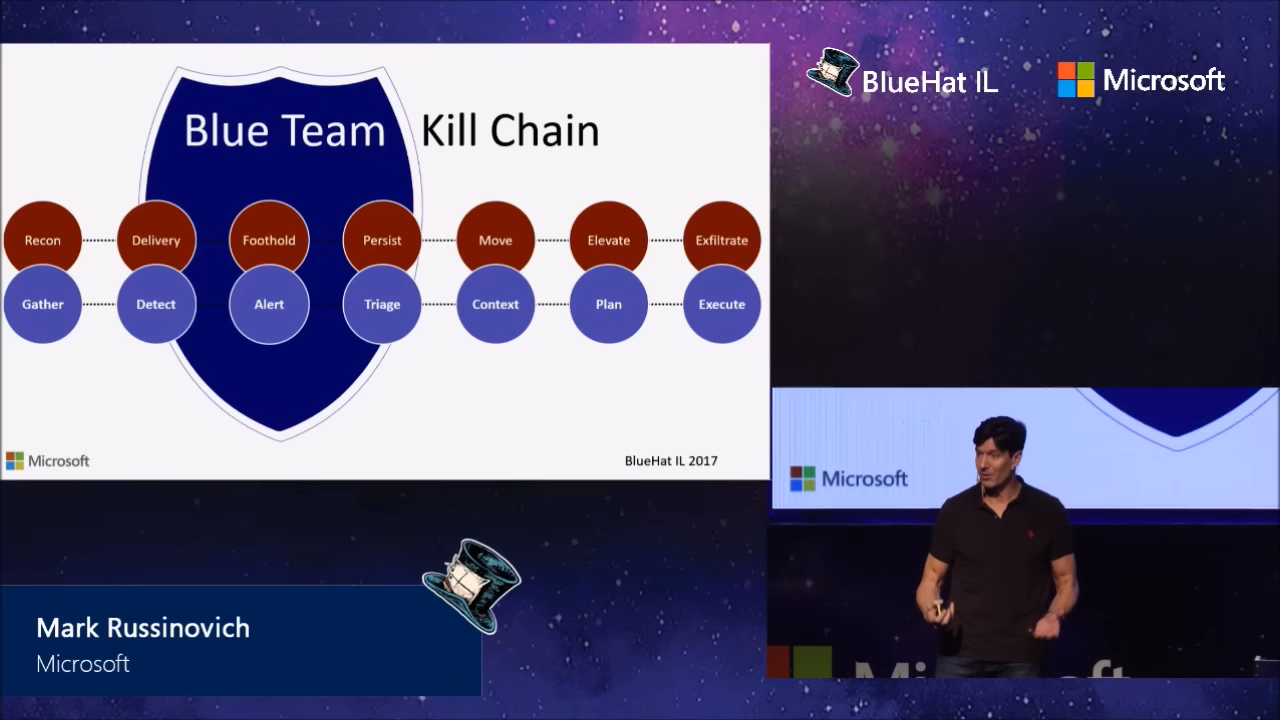 Blue Team Kill Chain
Recon Delivery Foothold Persist Move Elevate Exfiltrate
Gather Detect Alert Triage Context Plan Execute
Microsoft
BlueHat IL 2017
BlueHat IL
Microsoft
Microsoft
Mark Russinovich
Microsoft